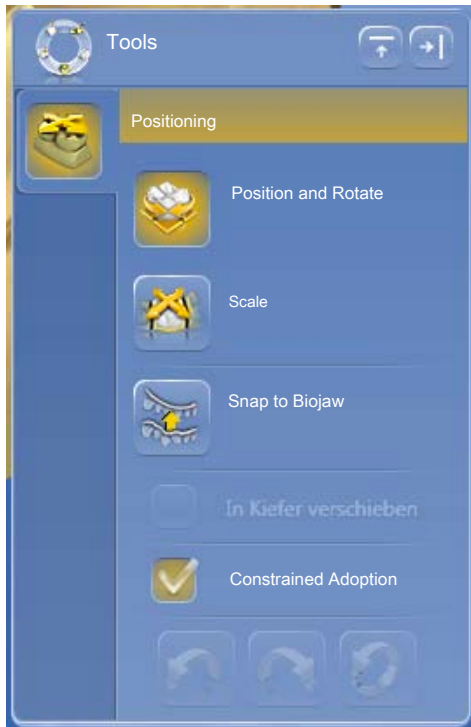 Tools
Positioning
Position and Rotate
Scale
Snap to Biojaw
In Kiefer verschieben
Constrained Adoption